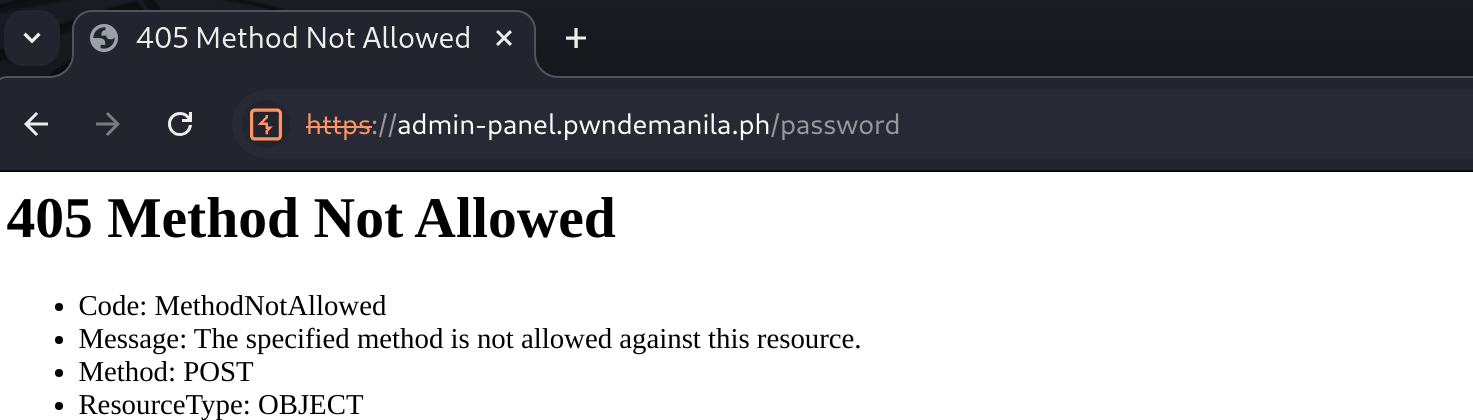 405 Method Not Allowed
https://admin-panel.pwndemanila.ph/password
405 Method Not Allowed
Code: MethodNotAllowed
Message: The specified method is not allowed against this resource.
Method: POST
ResourceType: OBJECT